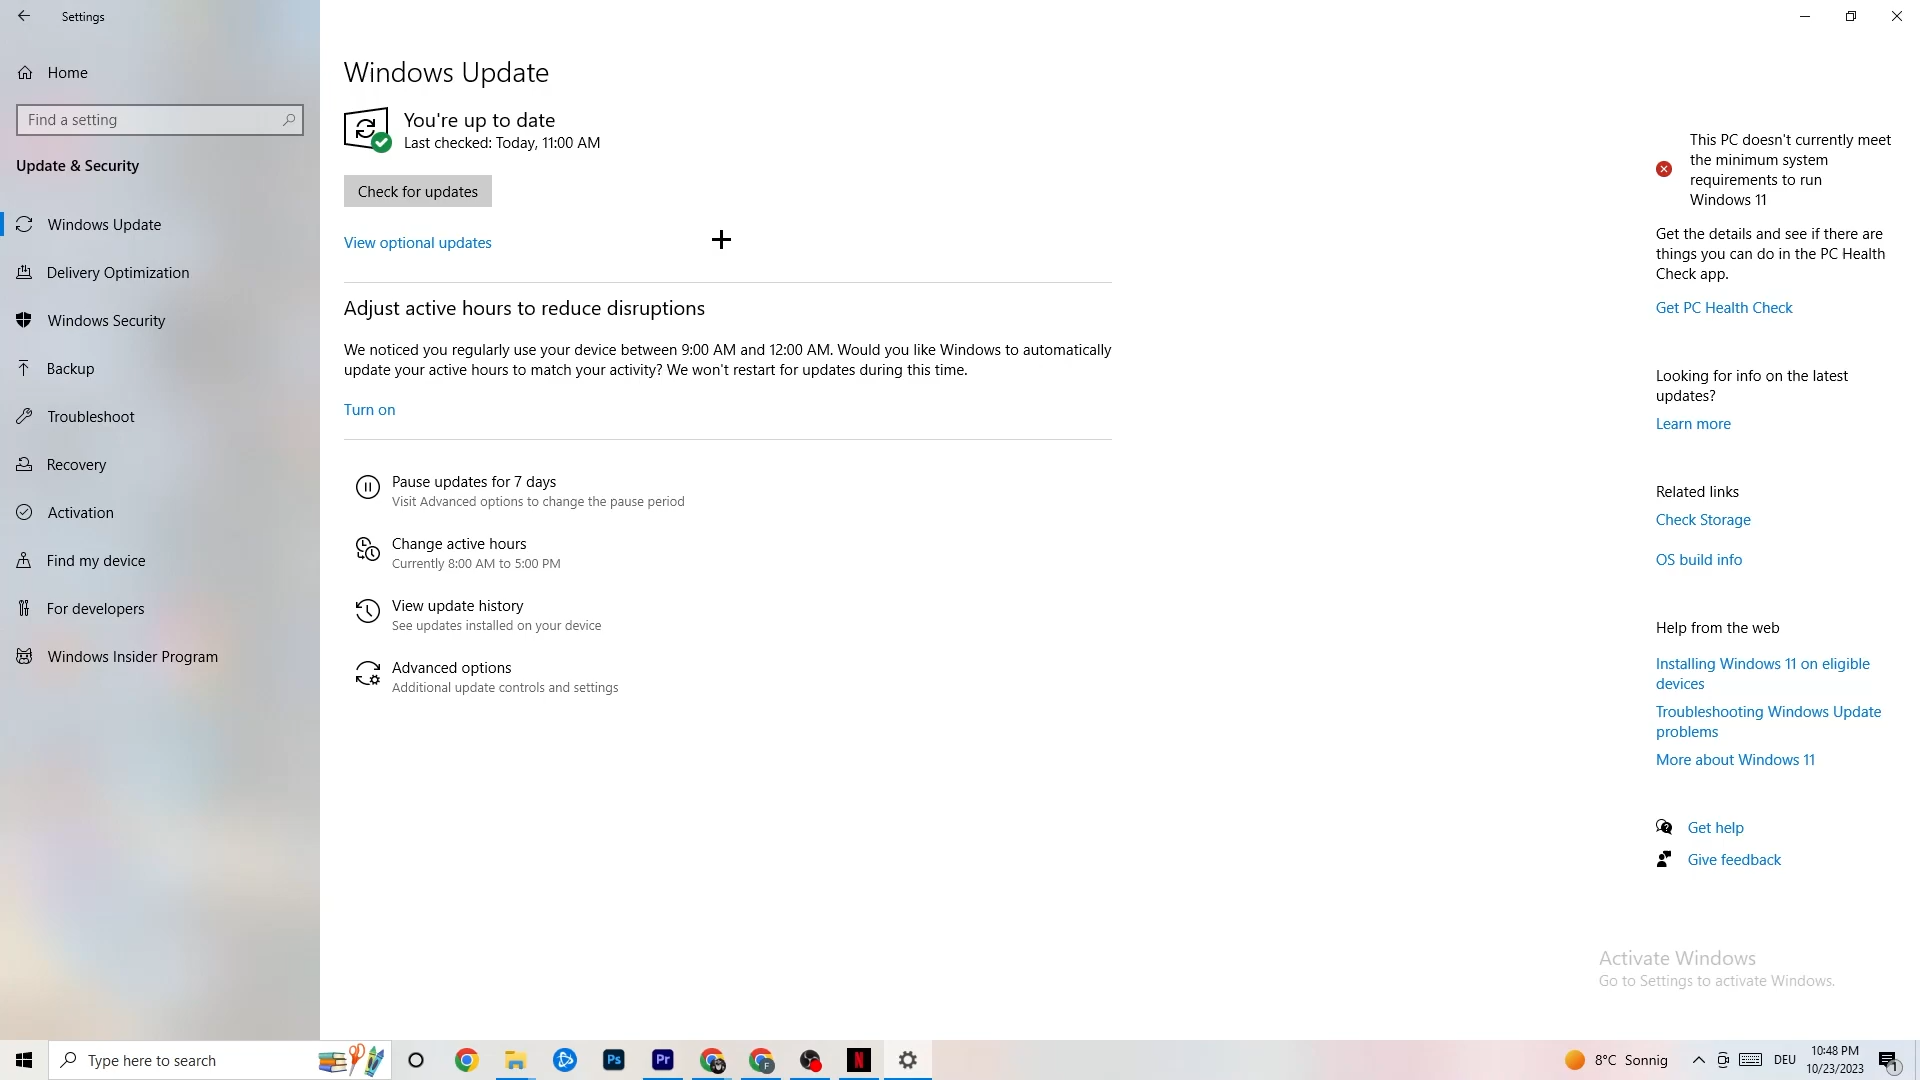 Settings
Home
Find a setting
Update & Security
Windows Update
Delivery Optimization
Windows Security
Backup
Troubleshoot
Recovery
Activation
Find my device
For developers
Windows Insider Program
Windows Update
You're up to date
Last checked: Today, 11:00 AM
Check for updates
View optional updates
Adjust active hours to reduce disruptions
We noticed you regularly use your device between 9:00 AM and 12:00 AM. Would you like Windows to automatically
update your active hours to match your activity? We won't restart for updates during this time.
Turn on
Pause updates for 7 days
Visit Advanced options to change the pause period
Change active hours
Currently 8:00 AM to 5:00 PM
View update history
See updates installed on your device
Advanced options
Additional update controls and settings
This PC doesn't currently meet
the minimum system
requirements to run
Windows 11
Get the details and see if there are
things you can do in the PC Health
Check app.
Get PC Health Check
Looking for info on the latest
updates?
Learn more
Related links
Check Storage
OS build info
Help from the web
Installing Windows 11 on eligible
devices
Troubleshooting Windows Update
problems
More about Windows 11
Get help
Give feedback
Activate Windows
Go to Settings to activate Windows.
Type here to search
Ps
Pr
F
N
8°C Sonnig
DEU
10:48 PM
10/23/2023
1